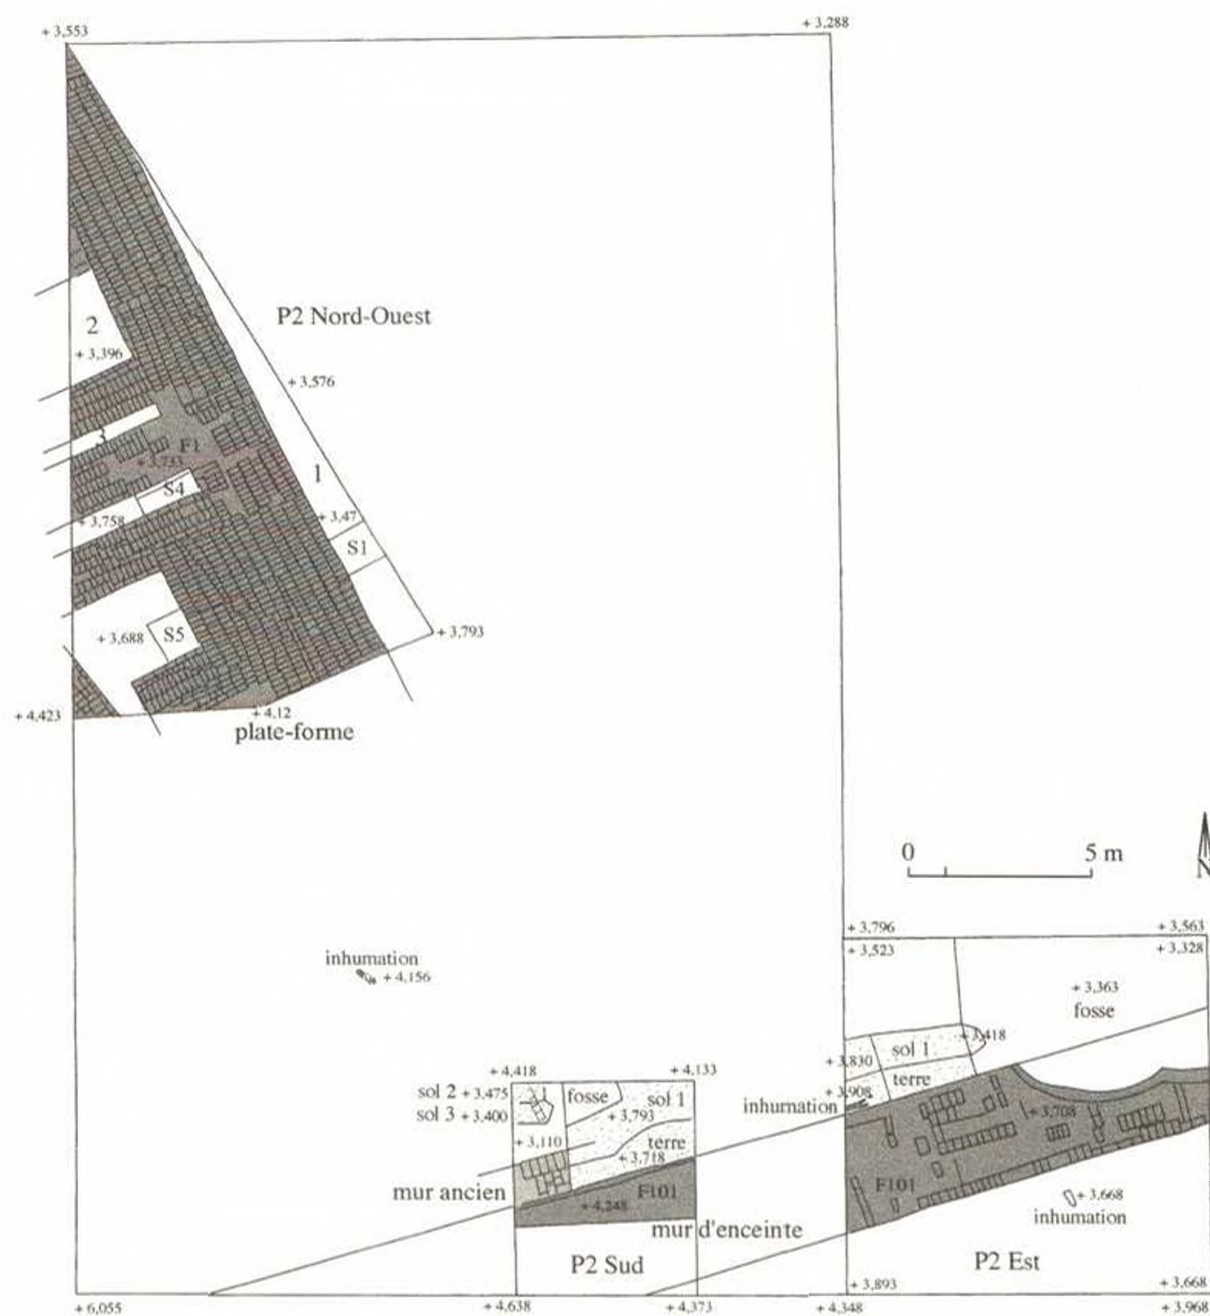 + 3,553
+ 3,288
P2 Nord-Ouest
2
+ 3,396
+ 3,576
3
F1
+ 3,733
1
S4
+ 3,758
+ 3,47
S1
+ 3,688
S5
+ 3,793
+ 4,423
+ 4,12
plate-forme
0 5 m
N
+ 3,796
+ 3,563
+ 3,523
+ 3,328
inhumation
+ 4,156
+ 3,363
fosse
+ 3,418
sol 1
+ 3,830
terre
+ 3,908
inhumation
+ 4,418
+ 4,133
sol 2 + 3,475
fosse
sol 1
sol 3 + 3,400
+ 3,793
+ 3,708
+ 3,110
terre
+ 3,718
mur ancien
F101
F101
+ 4,248
+ 3,668
inhumation
mur d'enceinte
P2 Sud
P2 Est
+ 3,893
+ 3,668
+ 6,055
+ 4,638
+ 4,373
+ 4,348
+ 3,968